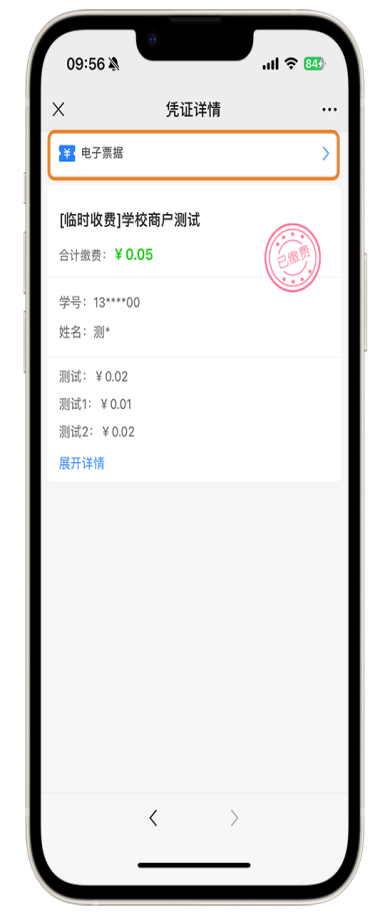 09:56
84
凭证详情
电子票据
[临时收费]学校商户测试
合计缴费：￥0.05
已缴费
学号：13****00
姓名：测*
测试：￥0.02
测试1：￥0.01
测试2：￥0.02
展开详情